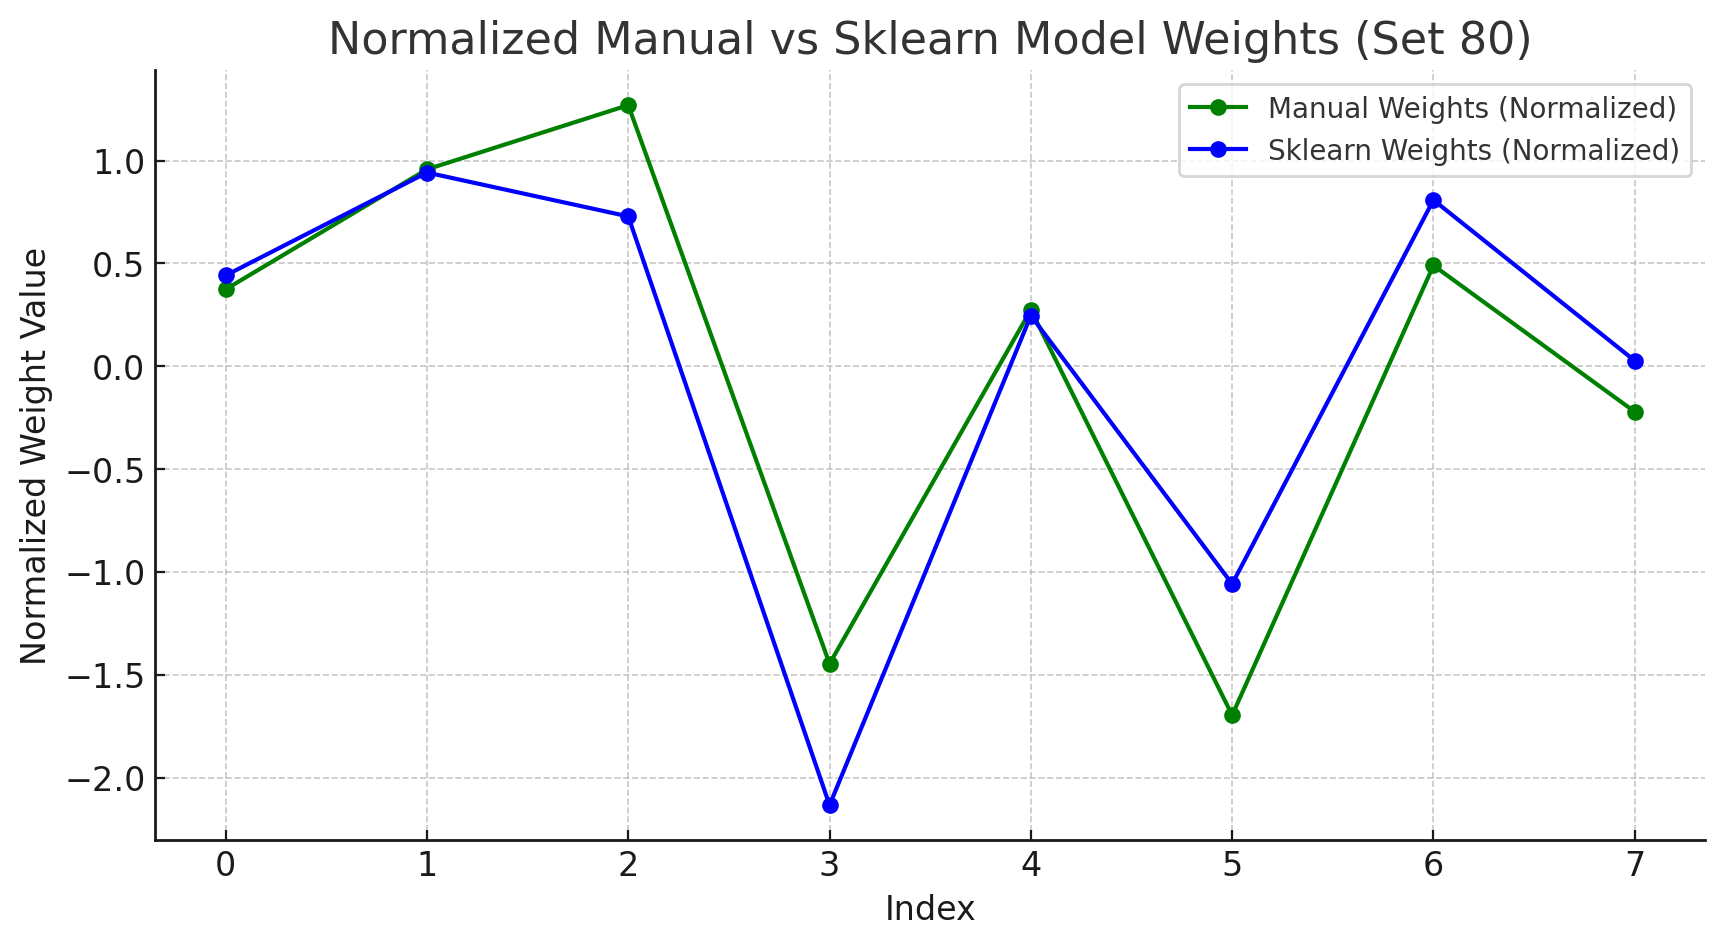 Normalized Manual vs Sklearn Model Weights (Set 80)
Manual Weights (Normalized)
Sklearn Weights (Normalized)
Normalized Weight Value
1.0
0.5
0.0
−0.5
−1.0
−1.5
−2.0
0 1 2 3 4 5 6 7
Index